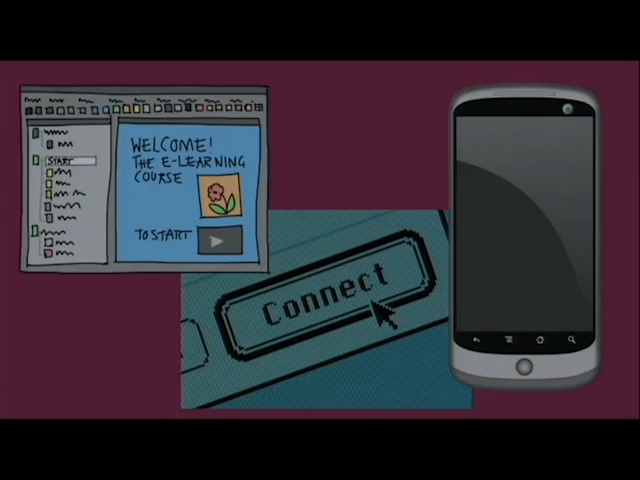 WELCOME!
THE E-LEARNING
COURSE
START
TO START
Connect